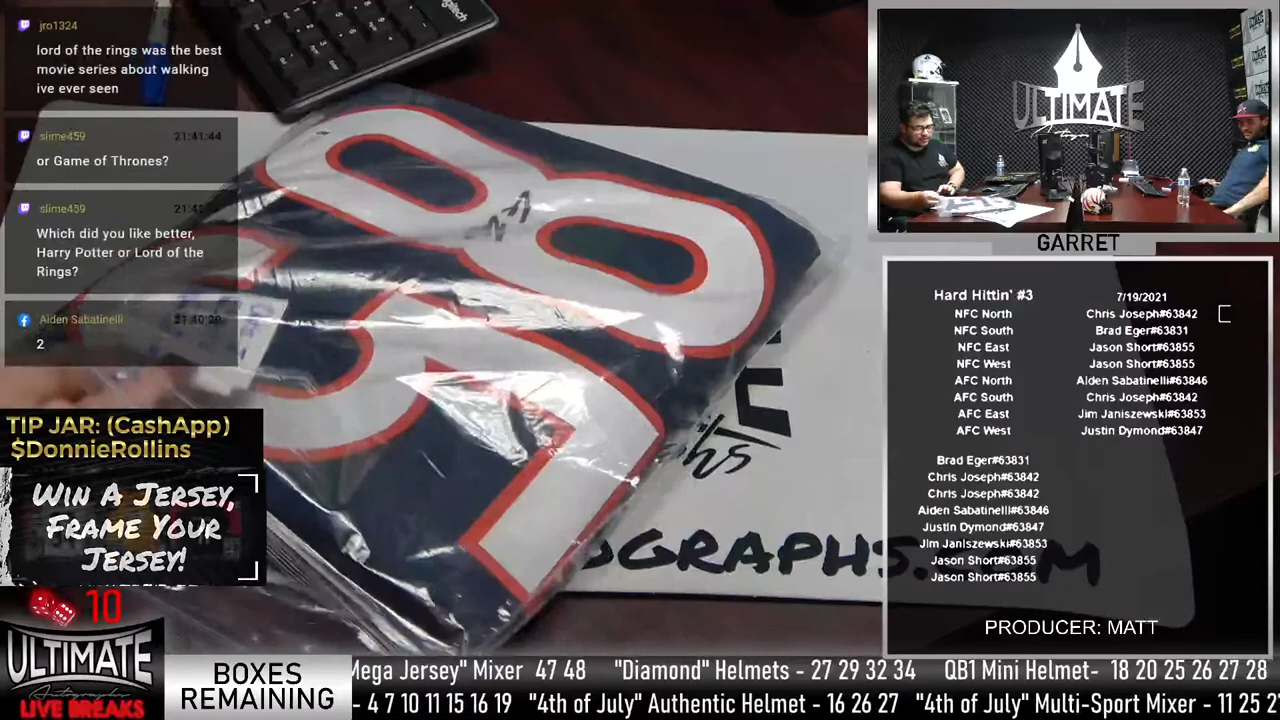 jro1324
lord of the rings was the best
movie series about walking
ive ever seen
slime459 21:41:44
or Game of Thrones?
slime459
Which did you like better,
Harry Potter or Lord of the
Rings?
Aiden Sabatinelli 21:40:20
2
TIP JAR: (CashApp)
$DonnieRollins
WIN A JERSEY,
FRAME YOUR
JERSEY!
10
ULTIMATE
Autographs
LIVE BREAKS
BOXES
REMAINING
logitech
ULTIMATE
GARRET
Hard Hittin' #3 7/19/2021
NFC North Chris Joseph#63842
NFC South Brad Eger#63831
NFC East Jason Short#63855
NFC West Jason Short#63855
AFC North Aiden Sabatinelli#63846
AFC South Chris Joseph#63842
AFC East Jim Janiszewski#63853
AFC West Justin Dymond#63847
Brad Eger#63831
Chris Joseph#63842
Chris Joseph#63842
Aiden Sabatinelli#63846
Justin Dymond#63847
Jim Janiszewski#63853
Jason Short#63855
Jason Short#63855
PRODUCER: MATT
Mega Jersey" Mixer 47 48 "Diamond" Helmets - 27 29 32 34 QB1 Mini Helmet- 18 20 25 26 27 28
- 4 7 10 11 15 16 19 "4th of July" Authentic Helmet - 16 26 27 "4th of July" Multi-Sport Mixer - 11 25 2